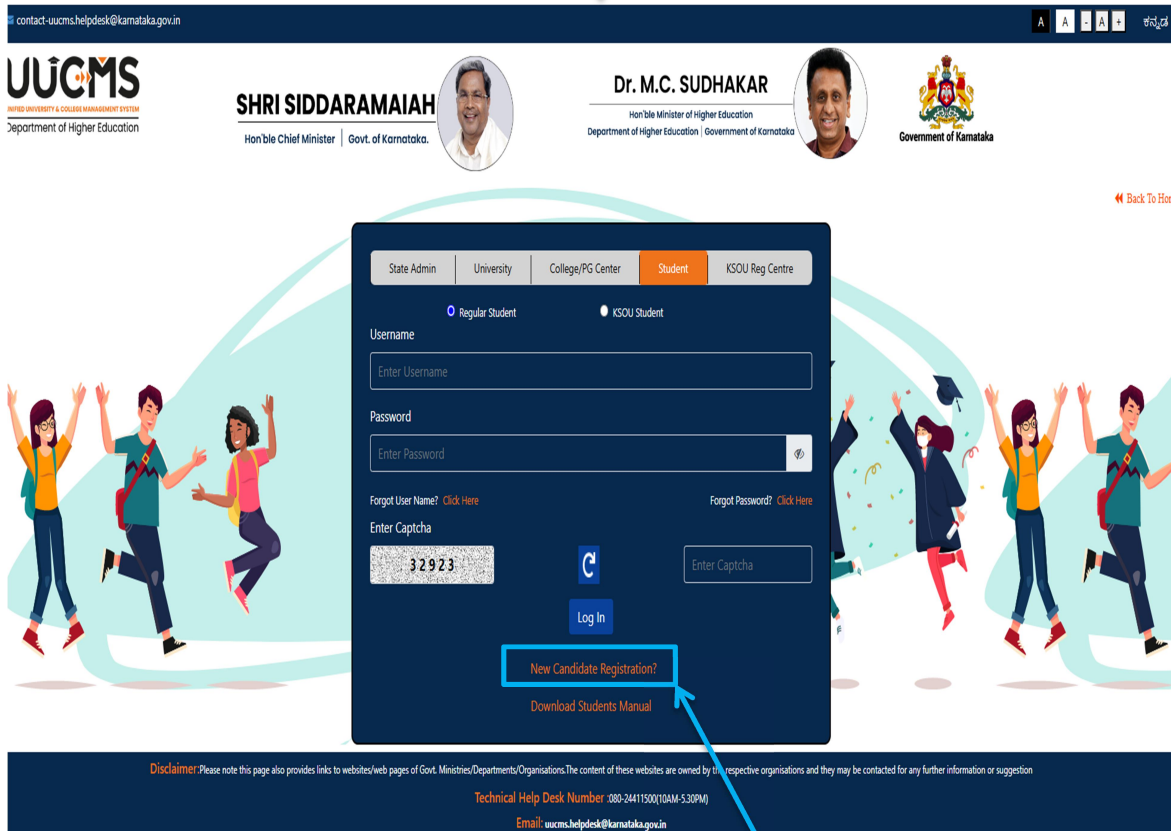 contact-uucms.helpdesk@karnataka.gov.in
A A - A + ಕನ್ನಡ
UUCMS
UNIFIED UNIVERSITY & COLLEGE MANAGEMENT SYSTEM
Department of Higher Education
SHRI SIDDARAMAIAH
Hon'ble Chief Minister | Govt. of Karnataka.
Dr. M.C. SUDHAKAR
Hon'ble Minister of Higher Education
Department of Higher Education | Government of Karnataka
Government of Karnataka
Back To Hom
State Admin University College/PG Center Student KSOU Reg Centre
Regular Student KSOU Student
Username
Enter Username
Password
Enter Password
Forgot User Name? Click Here Forgot Password? Click Here
Enter Captcha
32923 Enter Captcha
Log In
New Candidate Registration?
Download Students Manual
Disclaimer:Please note this page also provides links to websites/web pages of Govt. Ministries/Departments/Organisations.The content of these websites are owned by the respective organisations and they may be contacted for any further information or suggestion
Technical Help Desk Number :080-24411500(10AM-5.30PM)
Email: uucms.helpdesk@karnataka.gov.in